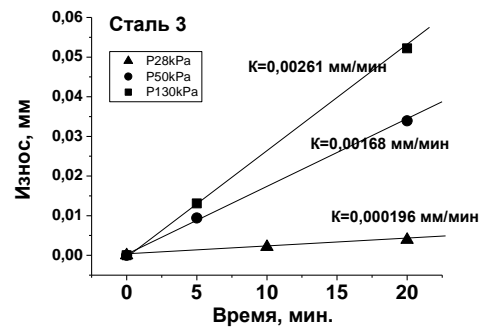 Сталь 3
P28kPa
P50kPa
P130kPa
К=0,00261 мм/мин
К=0,00168 мм/мин
К=0,000196 мм/мин
Износ, мм
0,06
0,05
0,04
0,03
0,02
0,01
0,00
0 5 10 15 20
Время, мин.